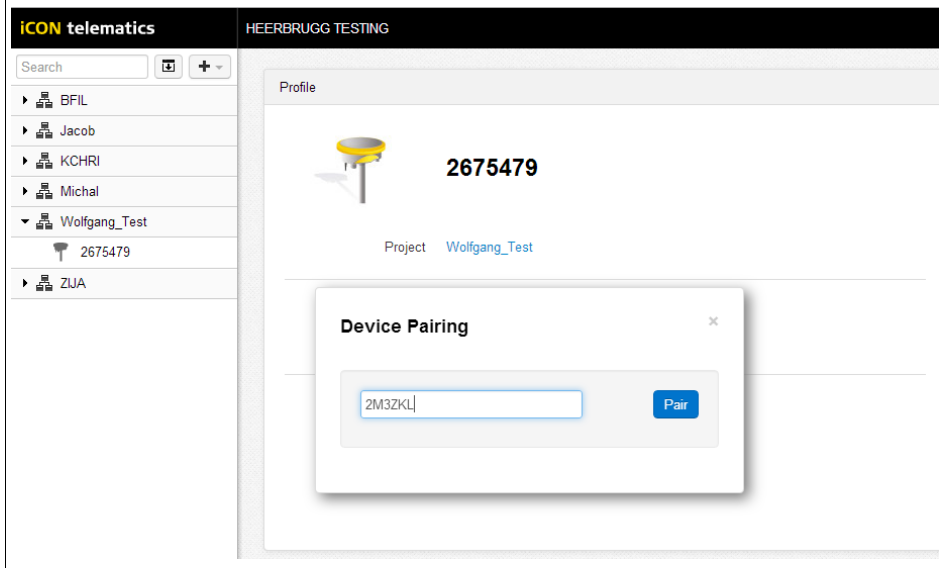 iCON telematics
HEERBRUGG TESTING
Search
BFIL
Jacob
KCHRI
Michal
Wolfgang_Test
2675479
ZIJA
Profile
2675479
Project Wolfgang_Test
Device Pairing
×
2M3ZKL
Pair